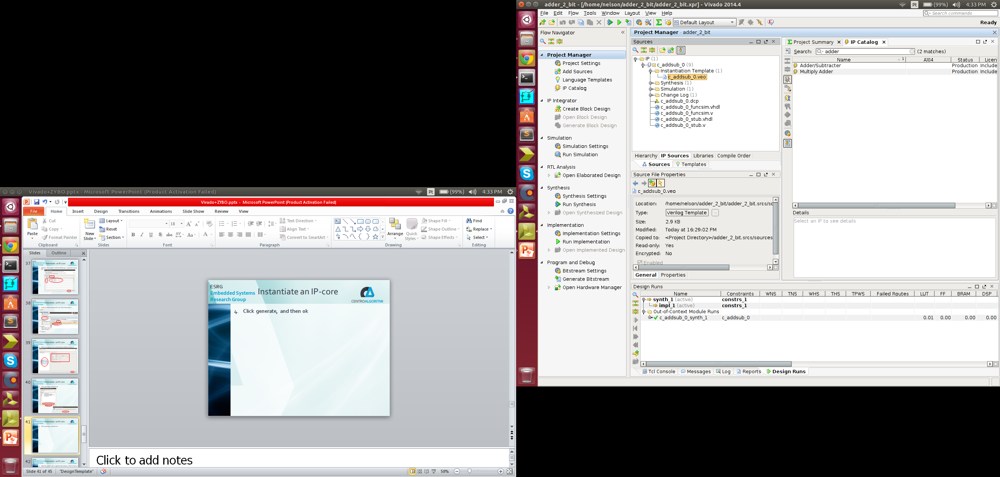 Vivado+ZYBO.pptx - Microsoft PowerPoint (Product Activation Failed)
Pt (99%) 4:33 PM
Vivado+ZYBO.pptx - Microsoft PowerPoint (Product Activation Failed)
File Home Insert Design Transitions Animations Slide Show Review View
Paste Cut Copy Format Painter
Clipboard
New Slide Layout Reset Section
Slides
18
Font
Text Direction Align Text Convert to SmartArt
Paragraph
Arrange Quick Styles Shape Fill Shape Outline Shape Effects
Drawing
Find Replace Select
Editing
Slides Outline
37
38
39
40
41
42
ESRG
Embedded Systems
Research Group
Instantiate an IP-core
CENTROALGORITMI
4. Click generate, and then ok
Click to add notes
Slide 41 of 45 "DesignTemplate" 50%
adder_2_bit - [/home/nelson/adder_2_bit/adder_2_bit.xpr] - Vivado 2014.4
Pt (99%) 4:33 PM
File Edit Flow Tools Window Layout View Help
Search commands
Default Layout
Ready
Flow Navigator
Project Manager
Project Settings
Add Sources
Language Templates
IP Catalog
IP Integrator
Create Block Design
Open Block Design
Generate Block Design
Simulation
Simulation Settings
Run Simulation
RTL Analysis
Open Elaborated Design
Synthesis
Synthesis Settings
Run Synthesis
Open Synthesized Design
Implementation
Implementation Settings
Run Implementation
Open Implemented Design
Program and Debug
Bitstream Settings
Generate Bitstream
Open Hardware Manager
Project Manager - adder_2_bit
Sources
IP (1)
c_addsub_0 (9)
Instantiation Template (1)
c_addsub_0.veo
Synthesis (1)
Simulation (1)
Change Log (1)
c_addsub_0.dcp
c_addsub_0_funcsim.vhdl
c_addsub_0_funcsim.v
c_addsub_0_stub.vhdl
c_addsub_0_stub.v
Hierarchy IP Sources Libraries Compile Order
Sources Templates
Source File Properties
c_addsub_0.veo
Location: /home/nelson/adder_2_bit/adder_2_bit.srcs/sc
Type: Verilog Template ...
Size: 2.9 KB
Modified: Today at 16:29:02 PM
Copied to: <Project Directory>/adder_2_bit.srcs/sources
Read-only: Yes
Encrypted: No
Enabled
General Properties
Project Summary IP Catalog
Search: adder (2 matches)
Name 1 AXI4 Status Licen
Adder/Subtracter Production Include
Multiply Adder Production Include
Details
Select an IP to see details
Design Runs
Name Constraints WNS TNS WHS THS TPWS Failed Routes LUT FF BRAM DSP
synth_1 (active) constrs_1
impl_1 (active) constrs_1
Out-of-Context Module Runs
c_addsub_0_synth_1 c_addsub_0 0.01 0.00 0.00 0.00
Tcl Console Messages Log Reports Design Runs